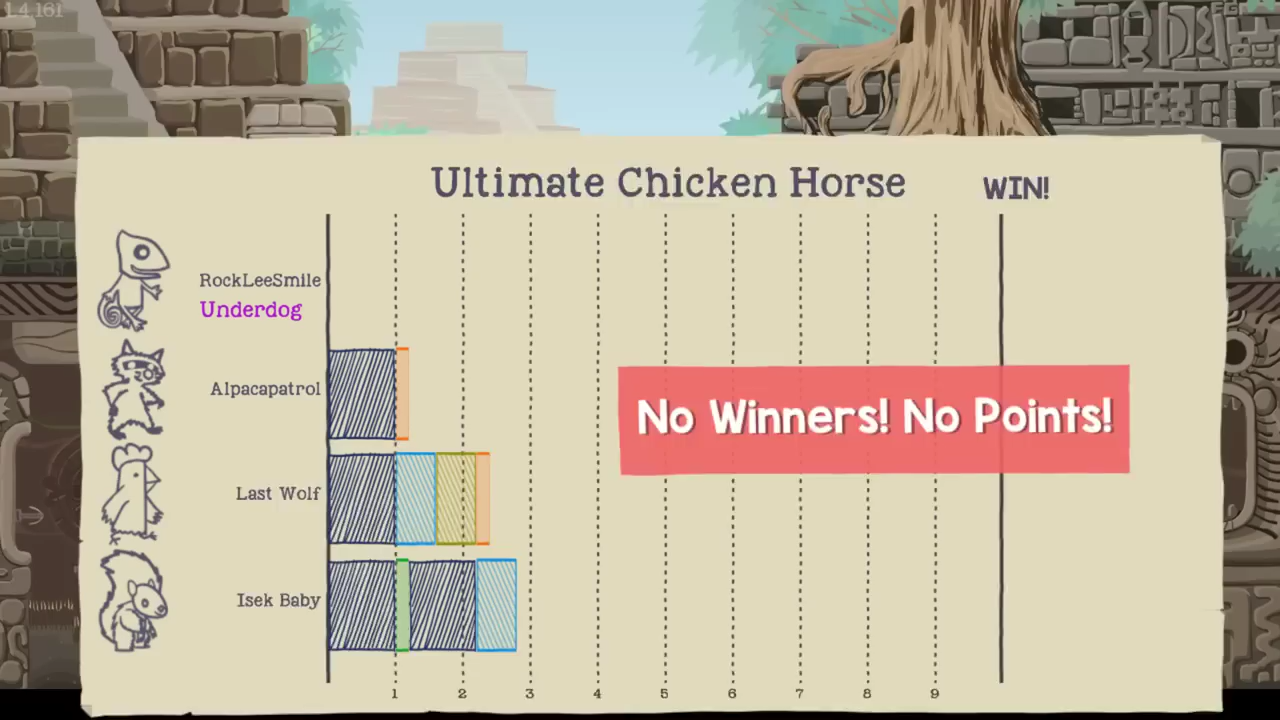 1.4.161
Ultimate Chicken Horse
WIN!
RockLeeSmile
Underdog
Alpacapatrol
No Winners! No Points!
Last Wolf
Isek Baby
1 2 3 4 5 6 7 8 9